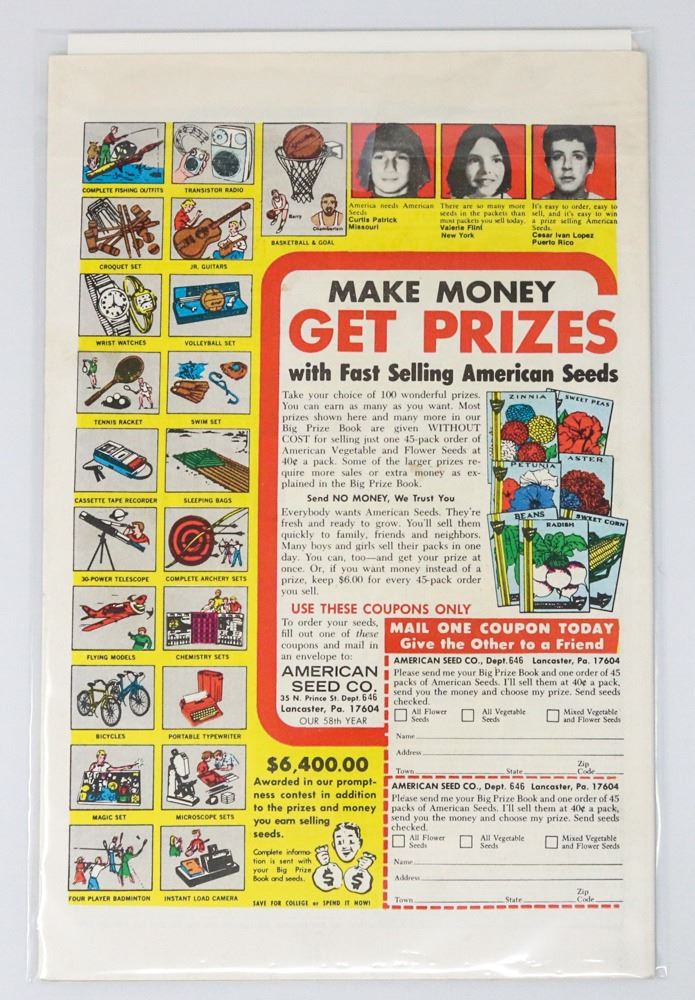 COMPLETE FISHING OUTFITS
TRANSISTOR RADIO
CROQUET SET
JR. GUITARS
WRIST WATCHES
VOLLEYBALL SET
TENNIS RACKET
SWIM SET
CASSETTE TAPE RECORDER
SLEEPING BAGS
30-POWER TELESCOPE
COMPLETE ARCHERY SETS
FLYING MODELS
CHEMISTRY SETS
BICYCLES
PORTABLE TYPEWRITER
MAGIC SET
MICROSCOPE SETS
FOUR PLAYER BADMINTON
INSTANT LOAD CAMERA
Barry
Chamberlain
BASKETBALL & GOAL
America needs American
Seeds
Curtis Patrick
Missouri
There are so many more
seeds in the packets than
most packets you sell today.
Valerie Flint
New York
It's easy to order, easy to
sell, and it's easy to win
a prize selling American
Seeds.
Cesar Ivan Lopez
Puerto Rico
MAKE MONEY
GET PRIZES
with Fast Selling American Seeds
Take your choice of 100 wonderful prizes.
You can earn as many as you want. Most
prizes shown here and many more in our
Big Prize Book are given WITHOUT
COST for selling just one 45-pack order of
American Vegetable and Flower Seeds at
40¢ a pack. Some of the larger prizes re-
quire more sales or extra money as ex-
plained in the Big Prize Book.
Send NO MONEY, We Trust You
Everybody wants American Seeds. They're
fresh and ready to grow. You'll sell them
quickly to family, friends and neighbors.
Many boys and girls sell their packs in one
day. You can, too—and get your prize at
once. Or, if you want money instead of a
prize, keep $6.00 for every 45-pack order
you sell.
ZINNIA
SWEET PEAS
PETUNIA
ASTER
BEANS
RADISH
SWEET CORN
USE THESE COUPONS ONLY
To order your seeds,
fill out one of these
coupons and mail in
an envelope to:
AMERICAN
SEED CO.
35 N. Prince St. Dept. 646
Lancaster, Pa. 17604
OUR 58th YEAR
$6,400.00
Awarded in our prompt-
ness contest in addition
to the prizes and money
you earn selling
seeds.
Complete informa-
tion is sent with
your Big Prize
Book and seeds.
$ $
SAVE FOR COLLEGE or SPEND IT NOW!
MAIL ONE COUPON TODAY
Give the Other to a Friend
AMERICAN SEED CO., Dept. 646 Lancaster, Pa. 17604
Please send me your Big Prize Book and one order of 45
packs of American Seeds. I'll sell them at 40¢ a pack,
send you the money and choose my prize. Send seeds
checked.
All Flower
Seeds
All Vegetable
Seeds
Mixed Vegetable
and Flower Seeds
Name
Address
Town State Zip Code
AMERICAN SEED CO., Dept. 646 Lancaster, Pa. 17604
Please send me your Big Prize Book and one order of 45
packs of American Seeds. I'll sell them at 40¢ a pack,
send you the money and choose my prize. Send seeds
checked.
All Flower
Seeds
All Vegetable
Seeds
Mixed Vegetable
and Flower Seeds
Name
Address
Town State Zip Code